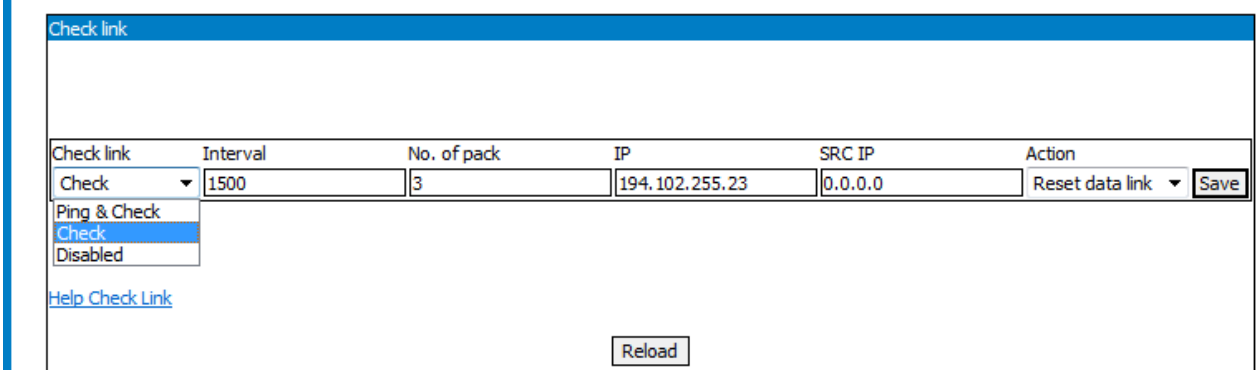 Check link
Check link Interval No. of pack IP SRC IP Action
Check 1500 3 194.102.255.23 0.0.0.0 Reset data link Save
Ping & Check
Check
Disabled
Help Check Link
Reload